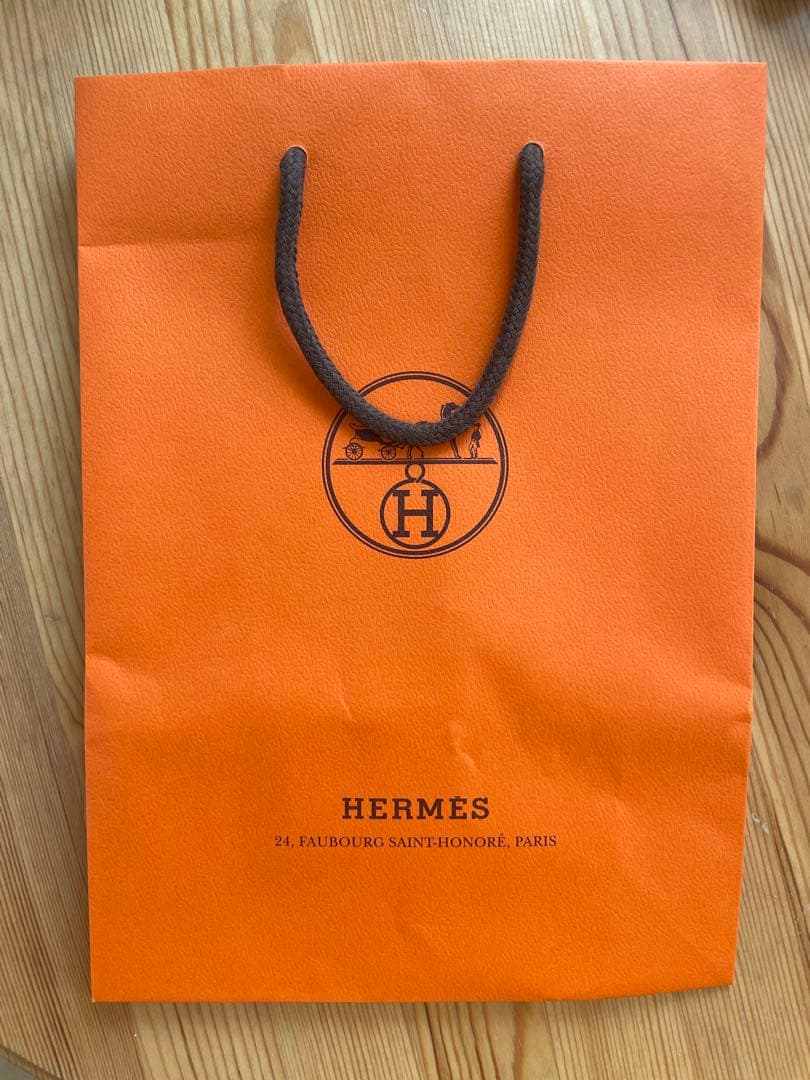 H
HERMÈS
24, FAUBOURG SAINT-HONORÉ, PARIS